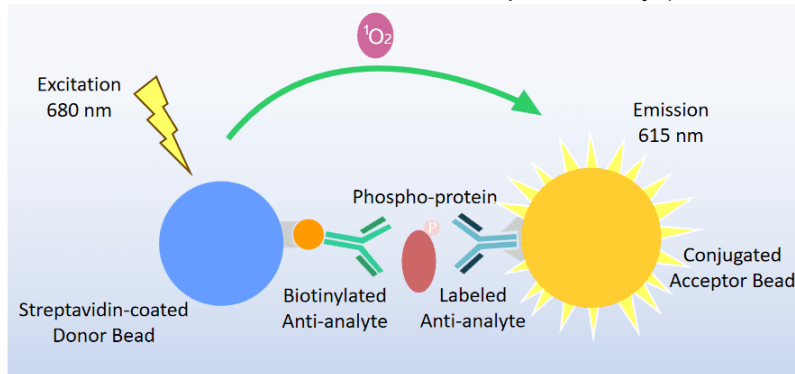 ¹O₂
Excitation
680 nm
Emission
615 nm
Phospho-protein
P
Conjugated
Acceptor Bead
Streptavidin-coated
Donor Bead
Biotinylated
Anti-analyte
Labeled
Anti-analyte